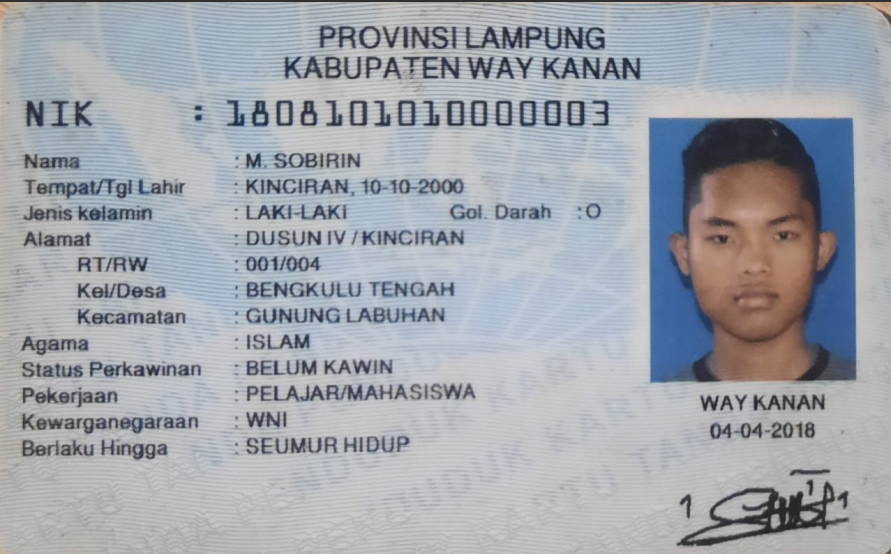 PROVINSI LAMPUNG
KABUPATEN WAY KANAN
NIK : 1808101010000003
Nama : M. SOBIRIN
Tempat/Tgl Lahir : KINCIRAN, 10-10-2000
Jenis kelamin : LAKI-LAKI Gol. Darah : O
Alamat : DUSUN IV / KINCIRAN
RT/RW : 001/004
Kel/Desa : BENGKULU TENGAH
Kecamatan : GUNUNG LABUHAN
Agama : ISLAM
Status Perkawinan : BELUM KAWIN
Pekerjaan : PELAJAR/MAHASISWA
Kewarganegaraan : WNI
Berlaku Hingga : SEUMUR HIDUP
WAY KANAN
04-04-2018